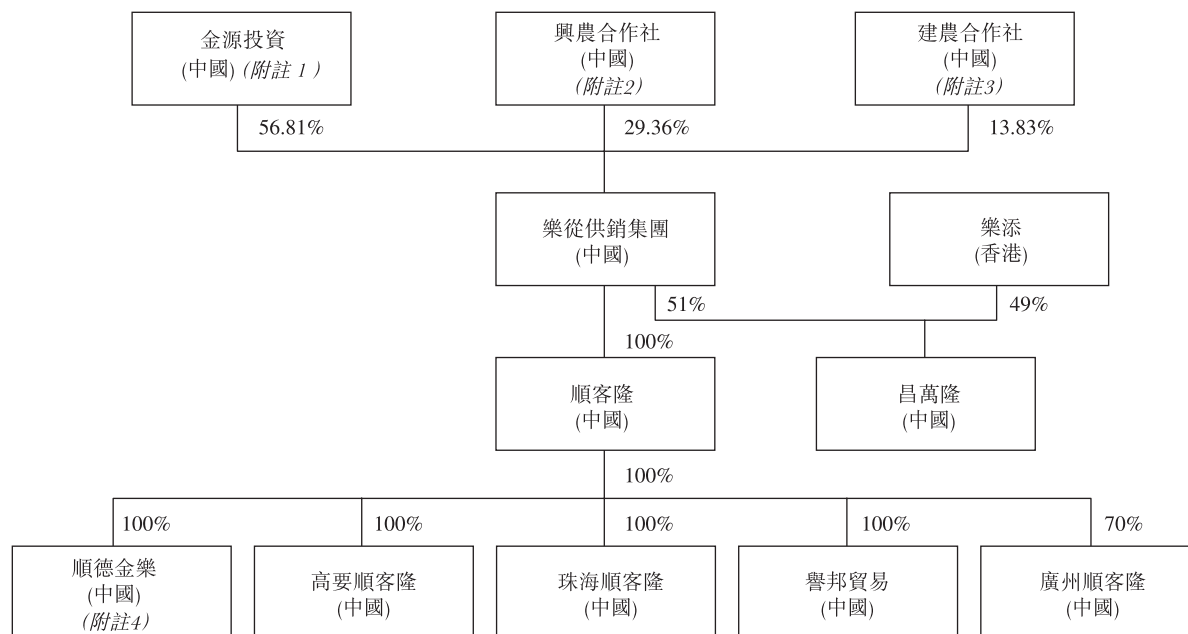 金源投資
(中國)(附註1)
興農合作社
(中國)
(附註2)
建農合作社
(中國)
(附註3)
56.81%
29.36%
13.83%
樂從供銷集團
(中國)
樂添
(香港)
51%
49%
100%
順客隆
(中國)
昌萬隆
(中國)
100%
100%
100%
100%
100%
70%
順德金樂
(中國)
(附註4)
高要順客隆
(中國)
珠海順客隆
(中國)
譽邦貿易
(中國)
廣州順客隆
(中國)